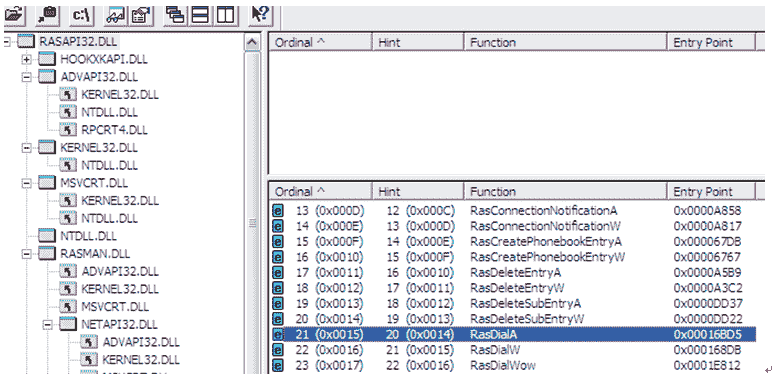 c:\
RASAPI32.DLL
HOOKXKAPI.DLL
ADVAPI32.DLL
KERNEL32.DLL
NTDLL.DLL
RPCRT4.DLL
KERNEL32.DLL
NTDLL.DLL
MSVCRT.DLL
KERNEL32.DLL
NTDLL.DLL
NTDLL.DLL
RASMAN.DLL
ADVAPI32.DLL
KERNEL32.DLL
MSVCRT.DLL
NETAPI32.DLL
ADVAPI32.DLL
KERNEL32.DLL
Ordinal ^ Hint Function Entry Point
Ordinal ^ Hint Function Entry Point
13 (0x000D) 12 (0x000C) RasConnectionNotificationA 0x0000A858
14 (0x000E) 13 (0x000D) RasConnectionNotificationW 0x0000A817
15 (0x000F) 14 (0x000E) RasCreatePhonebookEntryA 0x000067DB
16 (0x0010) 15 (0x000F) RasCreatePhonebookEntryW 0x00006767
17 (0x0011) 16 (0x0010) RasDeleteEntryA 0x0000A5B9
18 (0x0012) 17 (0x0011) RasDeleteEntryW 0x0000A3C2
19 (0x0013) 18 (0x0012) RasDeleteSubEntryA 0x0000DD37
20 (0x0014) 19 (0x0013) RasDeleteSubEntryW 0x0000DD22
21 (0x0015) 20 (0x0014) RasDialA 0x00016BD5
22 (0x0016) 21 (0x0015) RasDialW 0x000168DB
23 (0x0017) 22 (0x0016) RasDialWow 0x0001E812